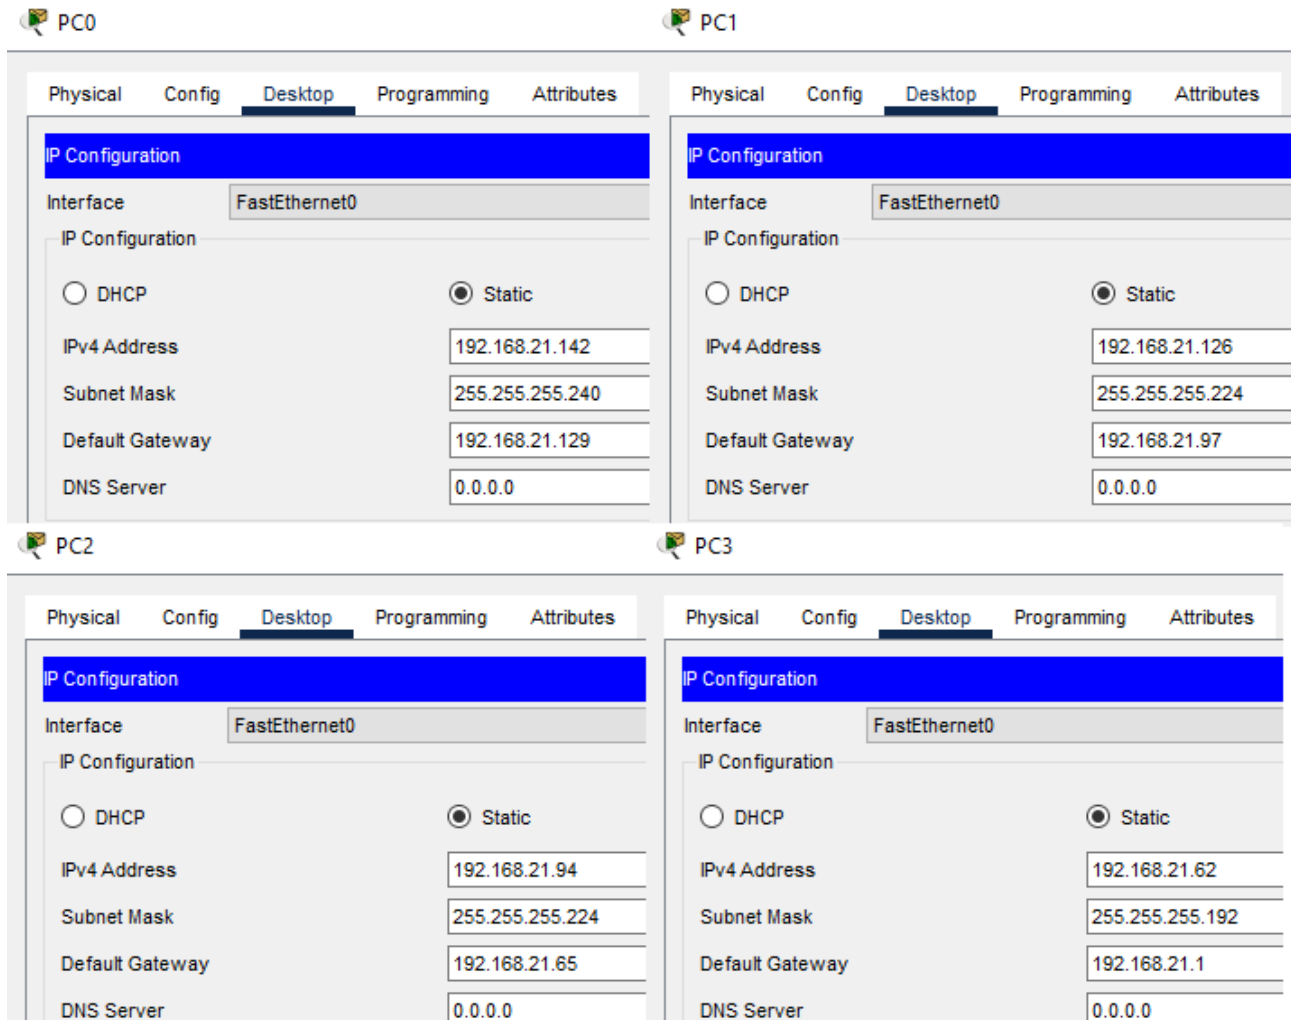 PC0
Physical Config Desktop Programming Attributes
IP Configuration
Interface FastEthernet0
IP Configuration
DHCP Static
IPv4 Address 192.168.21.142
Subnet Mask 255.255.255.240
Default Gateway 192.168.21.129
DNS Server 0.0.0.0
PC1
Physical Config Desktop Programming Attributes
IP Configuration
Interface FastEthernet0
IP Configuration
DHCP Static
IPv4 Address 192.168.21.126
Subnet Mask 255.255.255.224
Default Gateway 192.168.21.97
DNS Server 0.0.0.0
PC2
Physical Config Desktop Programming Attributes
IP Configuration
Interface FastEthernet0
IP Configuration
DHCP Static
IPv4 Address 192.168.21.94
Subnet Mask 255.255.255.224
Default Gateway 192.168.21.65
DNS Server 0.0.0.0
PC3
Physical Config Desktop Programming Attributes
IP Configuration
Interface FastEthernet0
IP Configuration
DHCP Static
IPv4 Address 192.168.21.62
Subnet Mask 255.255.255.192
Default Gateway 192.168.21.1
DNS Server 0.0.0.0